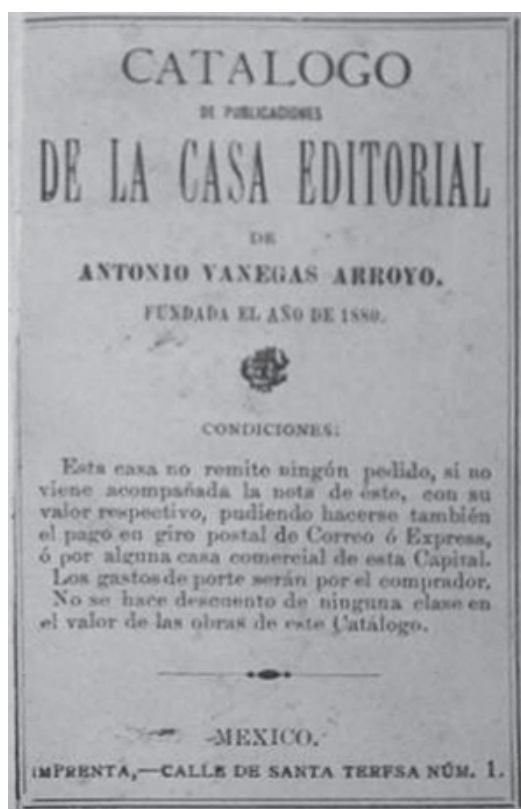 CATALOGO
DE PUBLICACIONES
DE LA CASA EDITORIAL
DE
ANTONIO VANEGAS ARROYO.
FUNDADA EL AÑO DE 1880.
CONDICIONES:
Esta casa no remite ningún pedido, si no
viene acompañada la nota de éste, con su
valor respectivo, pudiendo hacerse también
el pago en giro postal de Correo ó Express,
ó por alguna casa comercial de esta Capital.
Los gastos de porte serán por el comprador.
No se hace descuento de ninguna clase en
el valor de las obras de este Catálogo.
MEXICO.
IMPRENTA,—CALLE DE SANTA TERESA NÚM. 1.